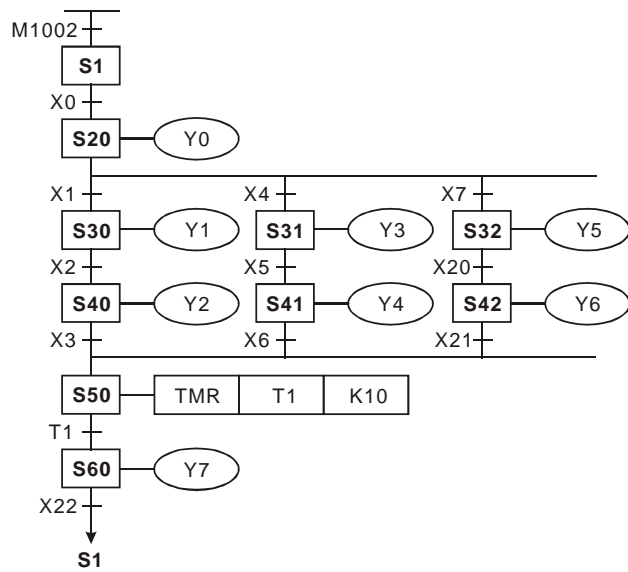 M1002
S1
X0
S20 Y0
X1 X4 X7
S30 Y1 S31 Y3 S32 Y5
X2 X5 X20
S40 Y2 S41 Y4 S42 Y6
X3 X6 X21
S50 TMR T1 K10
T1
S60 Y7
X22
S1